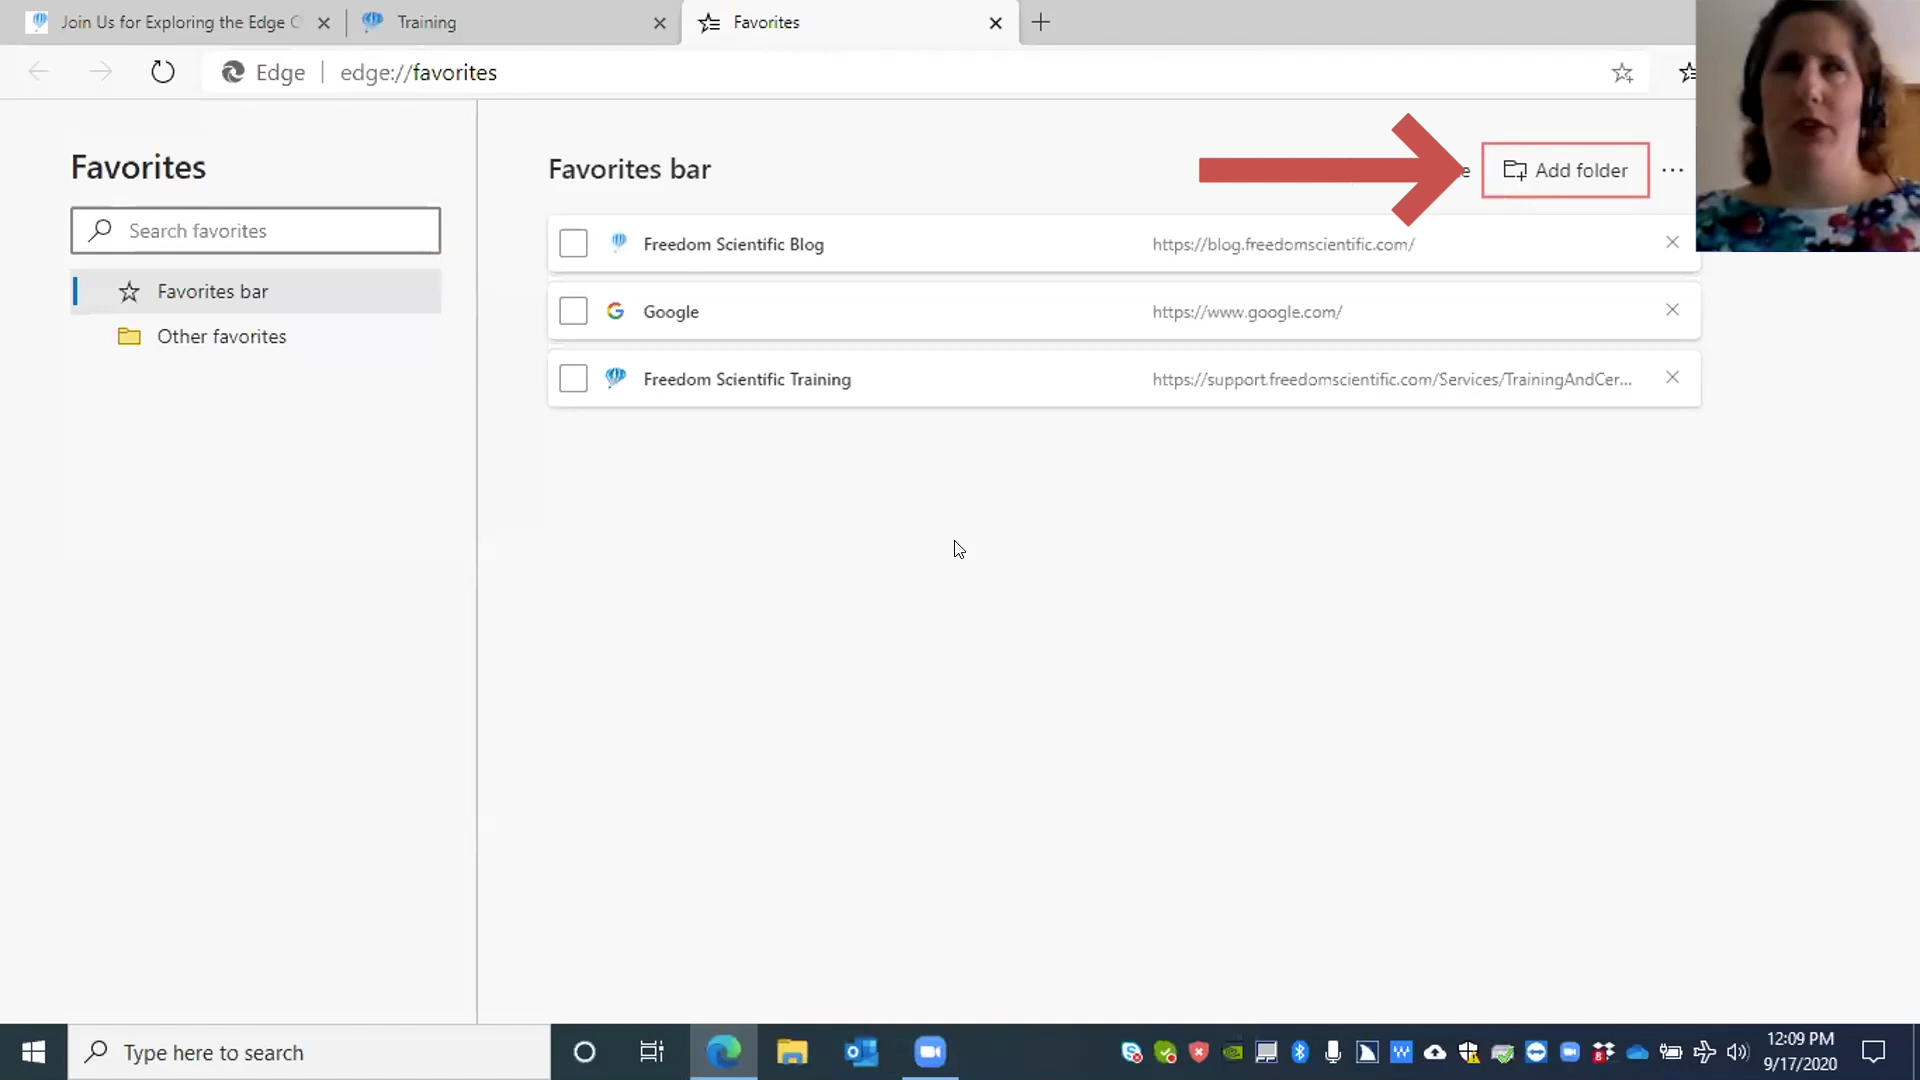 Join Us for Exploring the Edge
Training
Favorites
Edge
edge://favorites
Favorites
Search favorites
Favorites bar
Other favorites
Favorites bar
Add folder
Freedom Scientific Blog
https://blog.freedomscientific.com/
Google
https://www.google.com/
Freedom Scientific Training
https://support.freedomscientific.com/Services/TrainingAndCer...
Type here to search
12:09 PM
9/17/2020